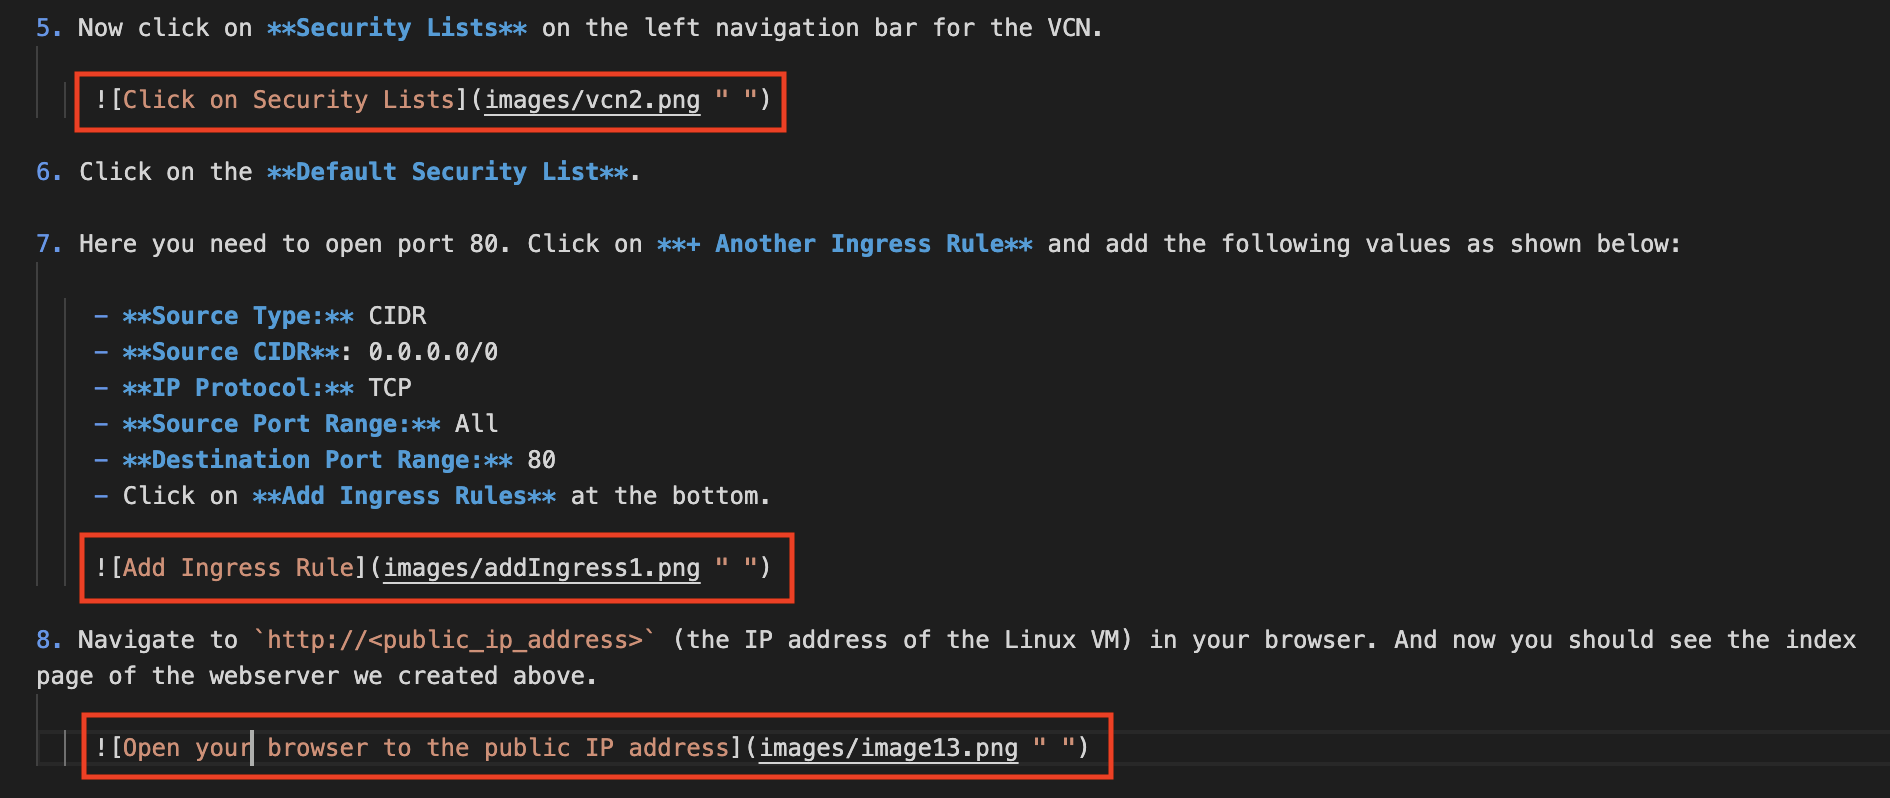 5. Now click on **Security Lists** on the left navigation bar for the VCN.
![Click on Security Lists](images/vcn2.png " ")
6. Click on the **Default Security List**.
7. Here you need to open port 80. Click on **+ Another Ingress Rule** and add the following values as shown below:
- **Source Type:** CIDR
- **Source CIDR**: 0.0.0.0/0
- **IP Protocol:** TCP
- **Source Port Range:** All
- **Destination Port Range:** 80
- Click on **Add Ingress Rules** at the bottom.
![Add Ingress Rule](images/addIngress1.png " ")
8. Navigate to `http://<public_ip_address>` (the IP address of the Linux VM) in your browser. And now you should see the index
page of the webserver we created above.
![Open your browser to the public IP address](images/image13.png " ")